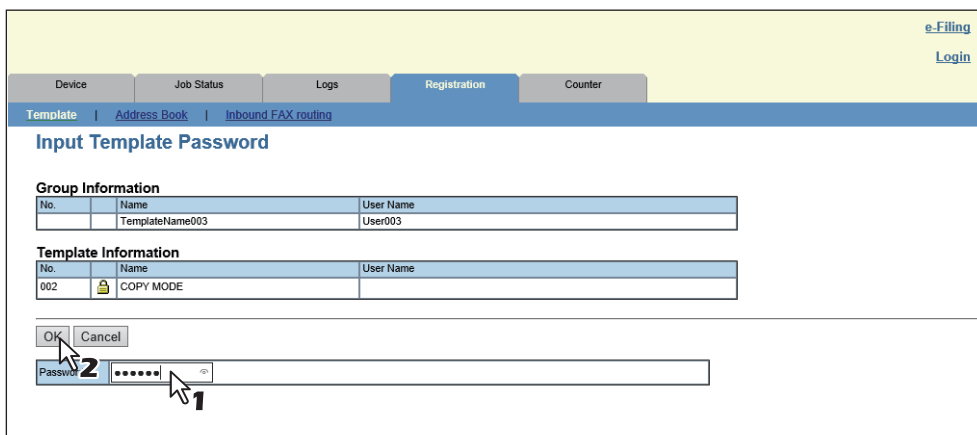 e-Filing
Login
Device Job Status Logs Registration Counter
Template | Address Book | Inbound FAX routing
Input Template Password
Group Information
No. Name User Name
TemplateName003 User003
Template Information
No. Name User Name
002 COPY MODE
OK Cancel
2
Password ••••••
1